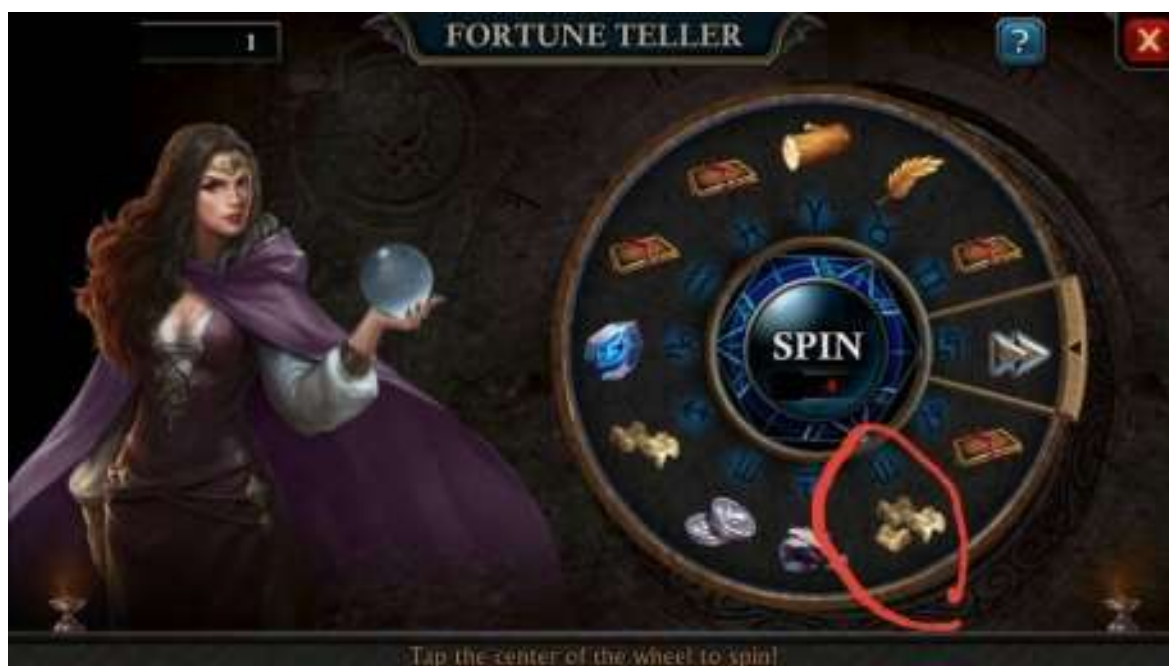 1
FORTUNE TELLER
?
X
SPIN
Tap the center of the wheel to spin!